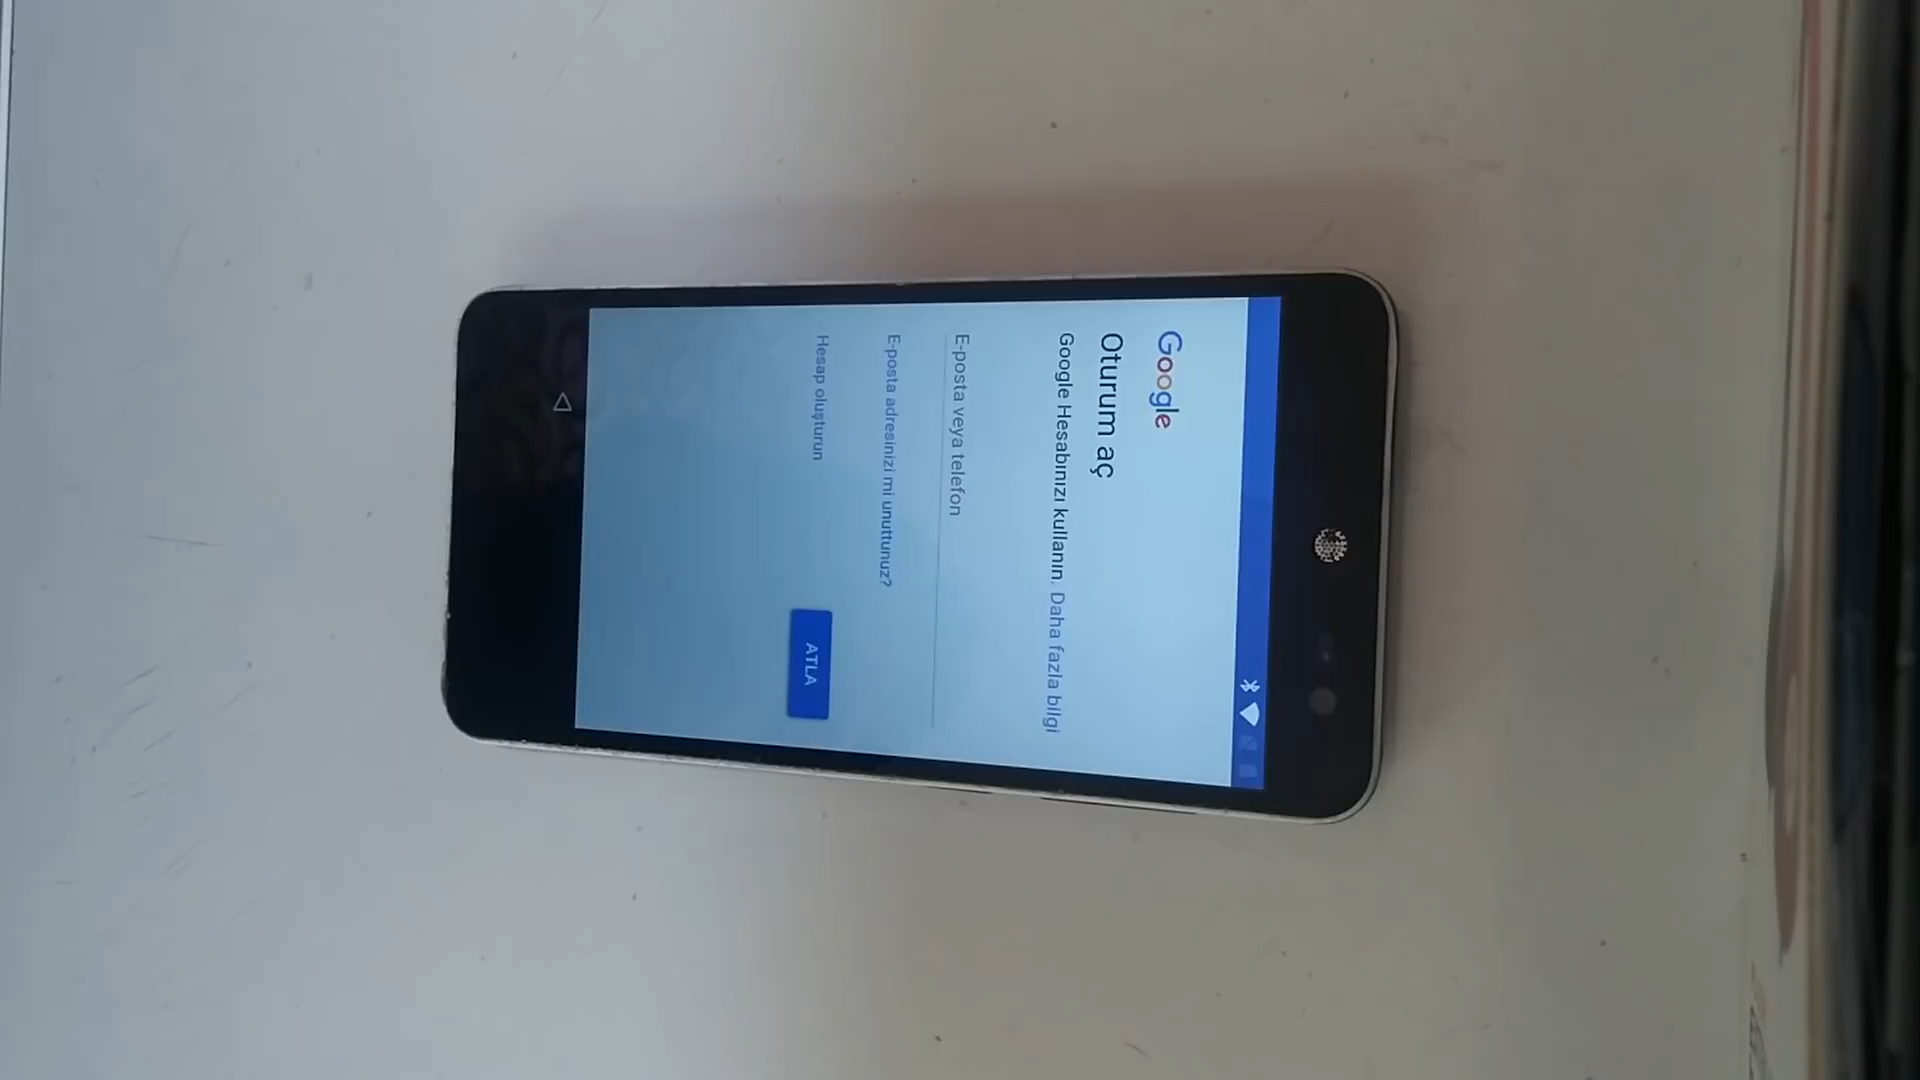 Google
Oturum aç
Google Hesabınızı kullanın. Daha fazla bilgi
E-posta veya telefon
E-posta adresinizi mi unuttunuz?
Hesap oluşturun
ATLA